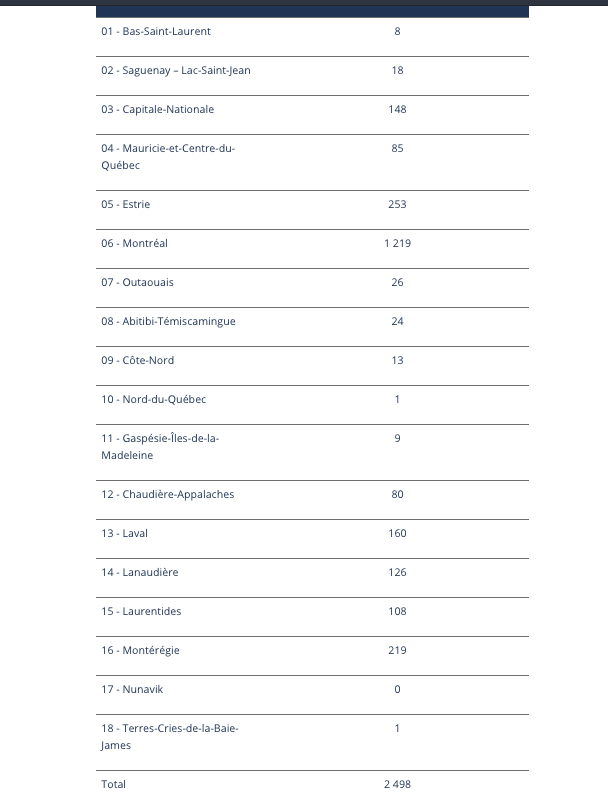 01 - Bas-Saint-Laurent 8
02 - Saguenay – Lac-Saint-Jean 18
03 - Capitale-Nationale 148
04 - Mauricie-et-Centre-du- 85
Québec
05 - Estrie 253
06 - Montréal 1 219
07 - Outaouais 26
08 - Abitibi-Témiscamingue 24
09 - Côte-Nord 13
10 - Nord-du-Québec 1
11 - Gaspésie-Îles-de-la- 9
Madeleine
12 - Chaudière-Appalaches 80
13 - Laval 160
14 - Lanaudière 126
15 - Laurentides 108
16 - Montérégie 219
17 - Nunavik 0
18 - Terres-Cries-de-la-Baie- 1
James
Total 2 498